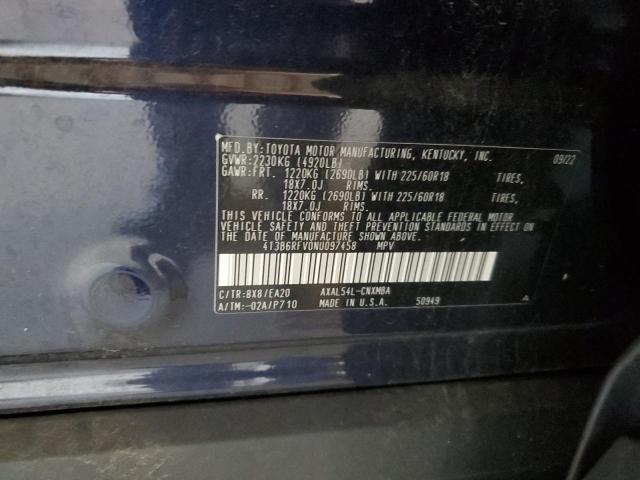 MFD. BY: TOYOTA MOTOR MANUFACTURING, KENTUCKY, INC. 09/22
GVWR: 2230KG (4920LB)
GAWR: FRT. 1220KG (2690LB) WITH 225/60R18 TIRES,
18X7.0J RIMS.
RR. 1220KG (2690LB) WITH 225/60R18 TIRES,
18X7.0J RIMS.
THIS VEHICLE CONFORMS TO ALL APPLICABLE FEDERAL MOTOR
VEHICLE SAFETY AND THEFT PREVENTION STANDARDS IN EFFECT
ON THE DATE OF MANUFACTURE SHOWN ABOVE.
4T3B6RFV0NU097458 MPV
C/TR: 8X8/EA20 AXAL54L-CNXMBA
A/TM: -02A/P710 MADE IN U.S.A. 50949 A